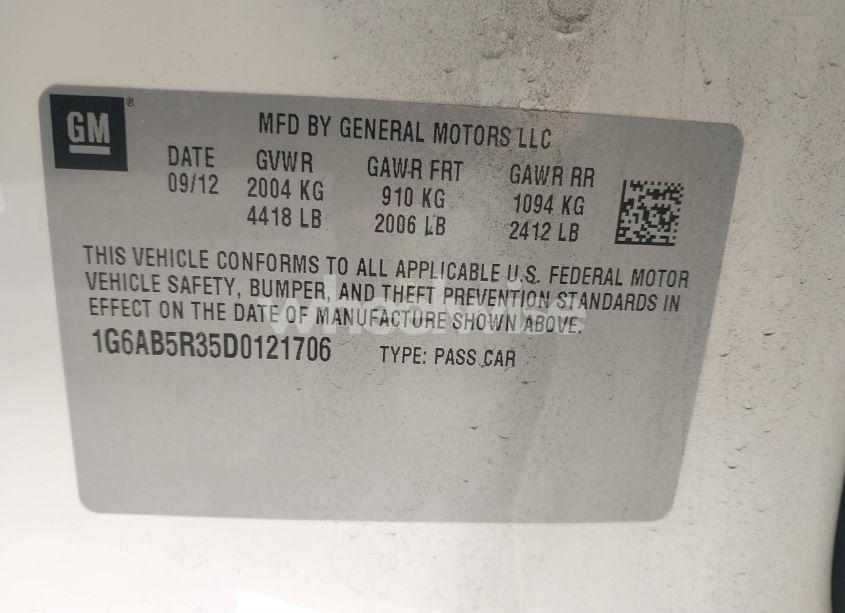 GM
MFD BY GENERAL MOTORS LLC
DATE GVWR GAWR FRT GAWR RR
09/12 2004 KG 910 KG 1094 KG
4418 LB 2006 LB 2412 LB
THIS VEHICLE CONFORMS TO ALL APPLICABLE U.S. FEDERAL MOTOR
VEHICLE SAFETY, BUMPER, AND THEFT PREVENTION STANDARDS IN
EFFECT ON THE DATE OF MANUFACTURE SHOWN ABOVE.
1G6AB5R35D0121706 TYPE: PASS CAR